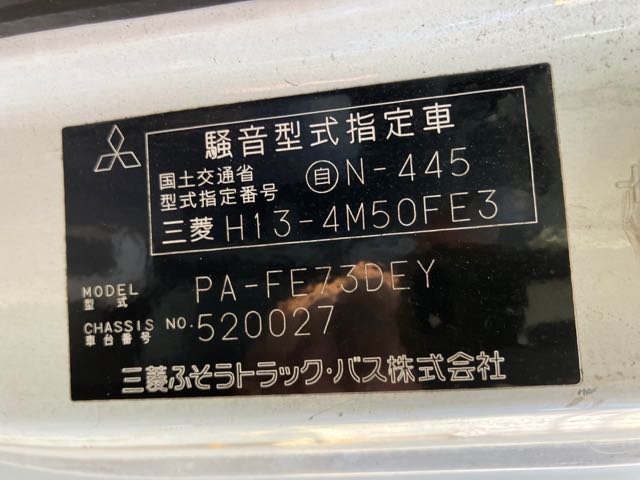 騒音型式指定車
国土交通省
型式指定番号
自N-445
三菱 H13-4M50FE3
MODEL
型式
PA-FE73DEY
CHASSIS NO.
車台番号
520027
三菱ふそうトラック・バス株式会社